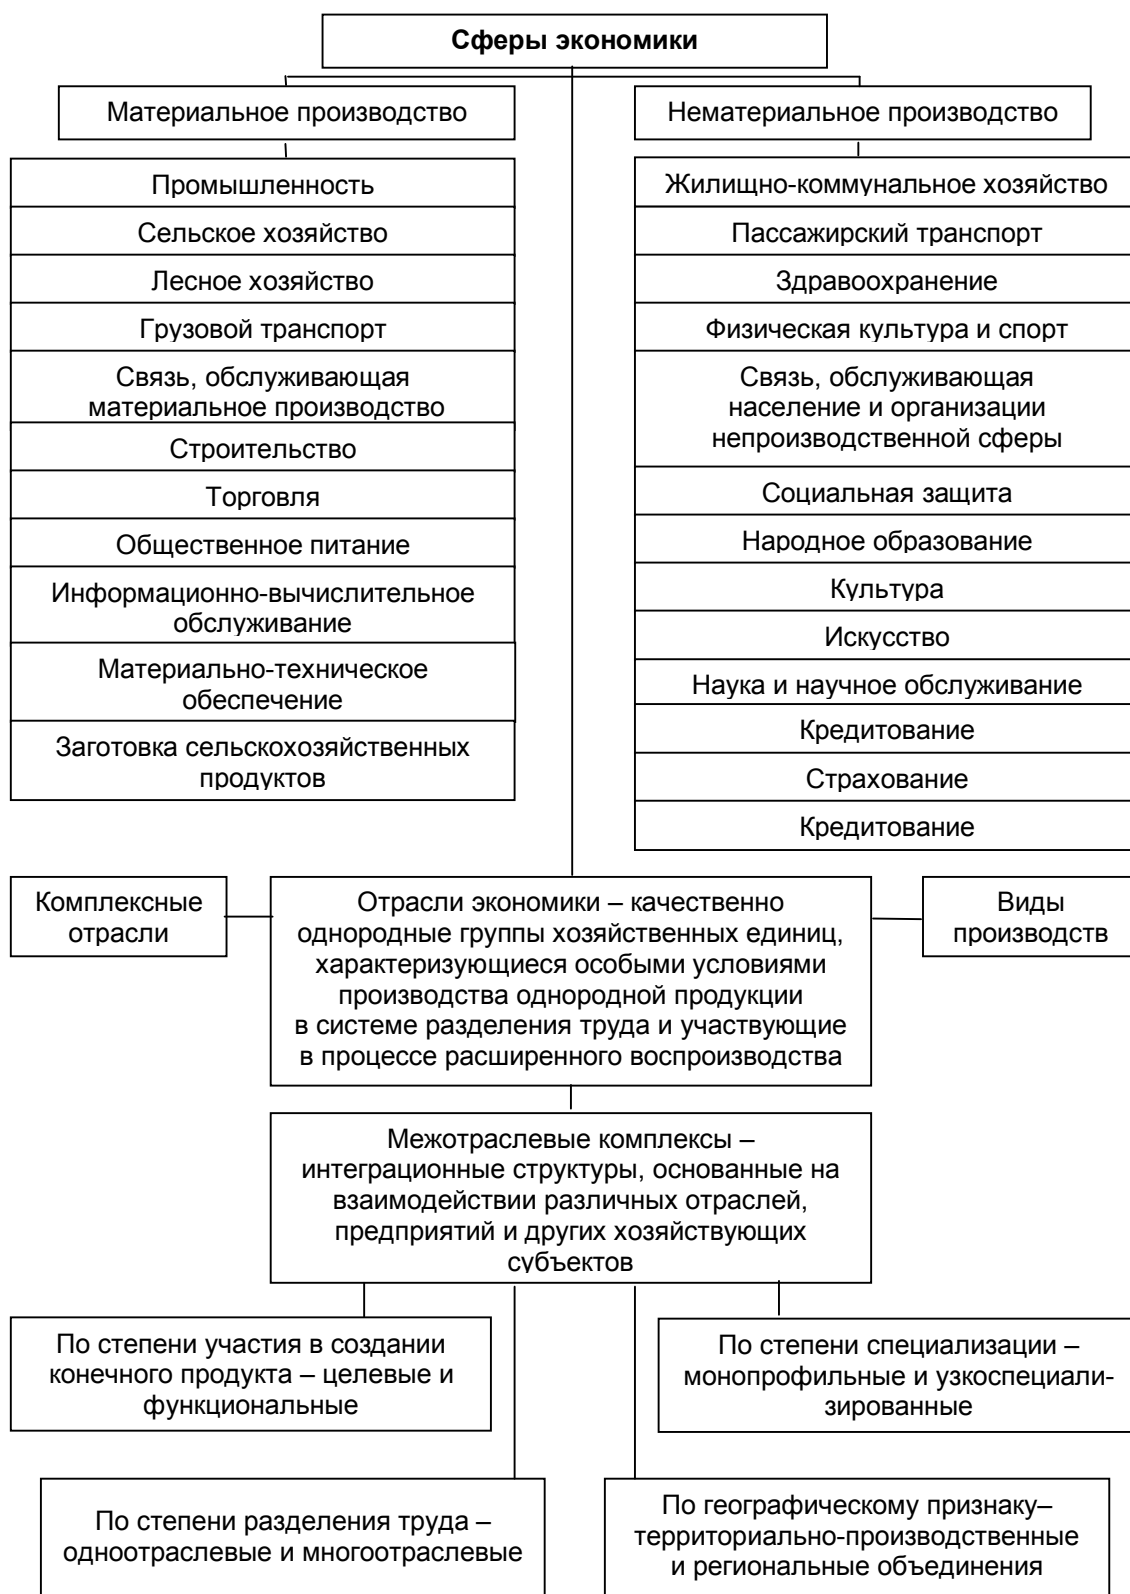 Сферы экономики
Материальное производство
Нематериальное производство
Промышленность
Сельское хозяйство
Лесное хозяйство
Грузовой транспорт
Связь, обслуживающая
материальное производство
Строительство
Торговля
Общественное питание
Информационно-вычислительное
обслуживание
Материально-техническое
обеспечение
Заготовка сельскохозяйственных
продуктов
Жилищно-коммунальное хозяйство
Пассажирский транспорт
Здравоохранение
Физическая культура и спорт
Связь, обслуживающая
население и организации
непроизводственной сферы
Социальная защита
Народное образование
Культура
Искусство
Наука и научное обслуживание
Кредитование
Страхование
Кредитование
Комплексные
отрасли
Отрасли экономики – качественно
однородные группы хозяйственных единиц,
характеризующиеся особыми условиями
производства однородной продукции
в системе разделения труда и участвующие
в процессе расширенного воспроизводства
Виды
производств
Межотраслевые комплексы –
интеграционные структуры, основанные на
взаимодействии различных отраслей,
предприятий и других хозяйствующих
субъектов
По степени участия в создании
конечного продукта – целевые и
функциональные
По степени специализации –
монопрофильные и узкоспециали-
зированные
По степени разделения труда –
одноотраслевые и многоотраслевые
По географическому признаку–
территориально-производственные
и региональные объединения